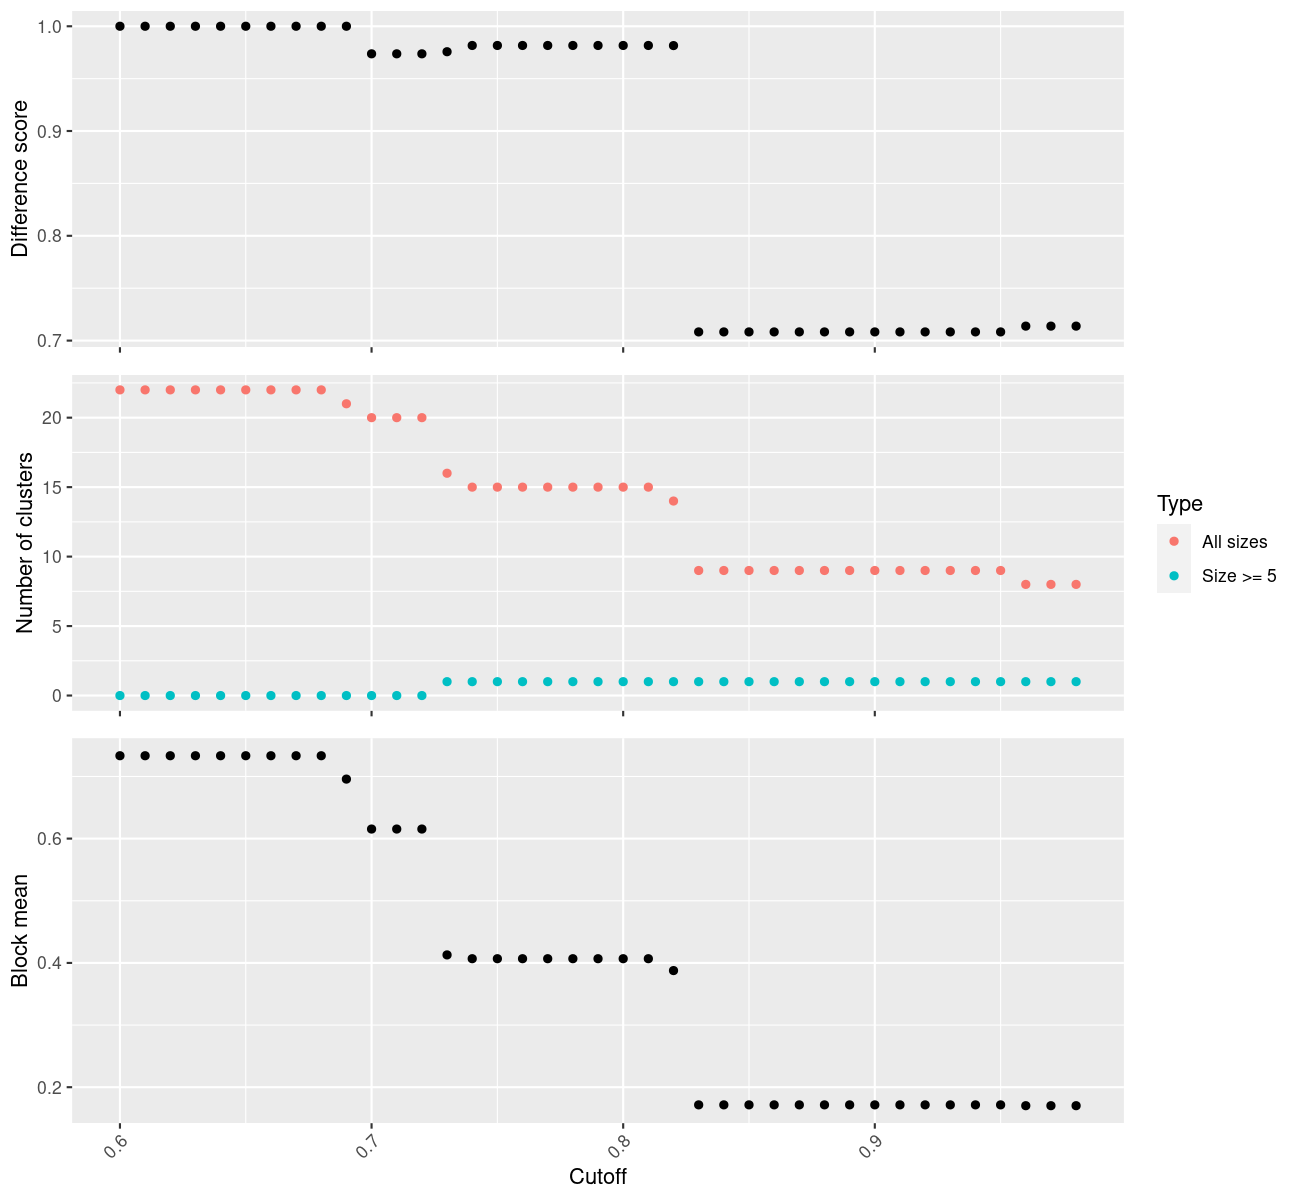 Difference score
1.0
0.9
0.8
0.7
Number of clusters
20
15
10
5
0
Type
All sizes
Size >= 5
Block mean
0.6
0.4
0.2
0.6
0.7
0.8
0.9
Cutoff